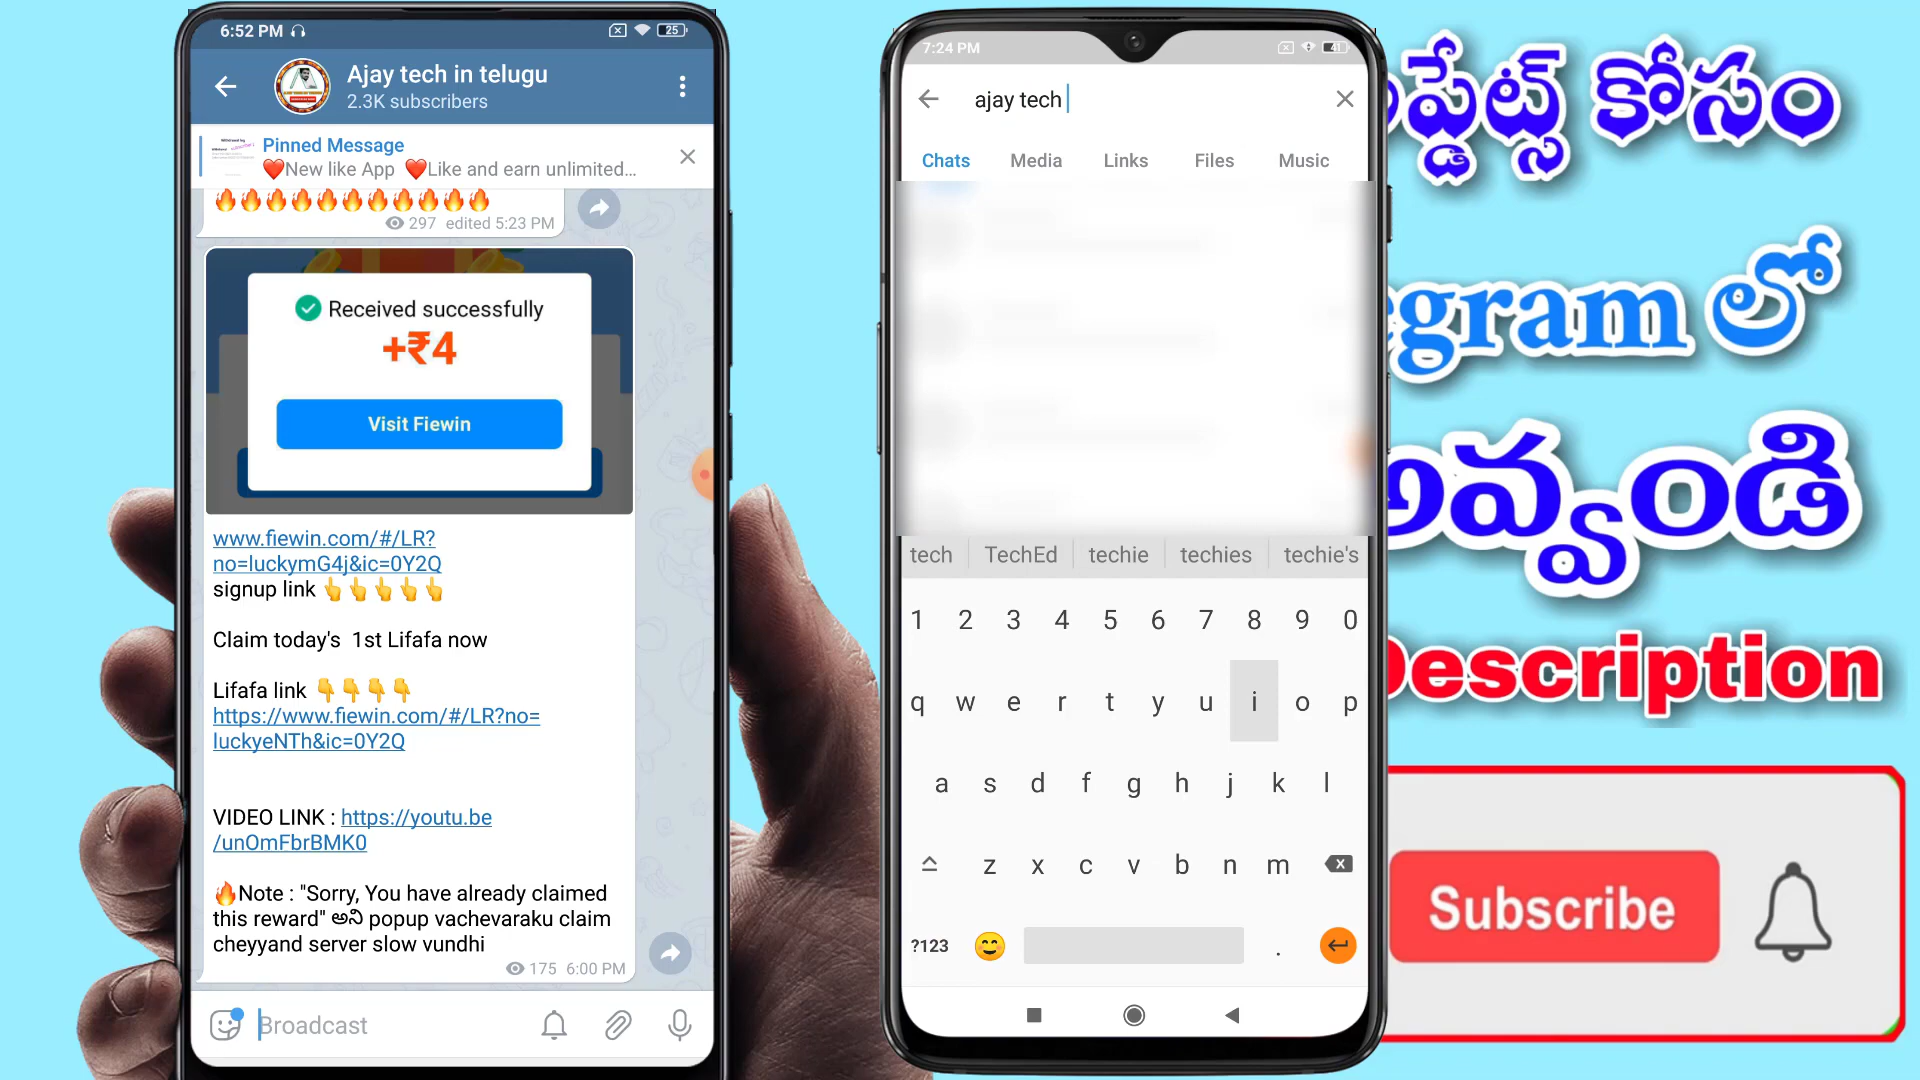 6:52 PM
25
Ajay tech in telugu
2.3K subscribers
Pinned Message
❤️New like App ❤️Like and earn unlimited...
🔥🔥🔥🔥🔥🔥🔥🔥🔥🔥🔥
297 edited 5:23 PM
Received successfully
+₹4
Visit Fiewin
www.fiewin.com/#/LR?
no=luckymG4j&ic=0Y2Q
signup link 👆👆👆👆👆
Claim today's 1st Lifafa now
Lifafa link 👇👇👇👇
https://www.fiewin.com/#/LR?no=
luckyeNTh&ic=0Y2Q
VIDEO LINK : https://youtu.be
/unOmFbrBMK0
🔥Note : "Sorry, You have already claimed
this reward" అని popup vachevaraku claim
cheyyand server slow vundhi
175 6:00 PM
Broadcast
7:24 PM
41
ajay tech
Chats Media Links Files Music
tech TechEd techie techies techie's
1 2 3 4 5 6 7 8 9 0
q w e r t y u i o p
a s d f g h j k l
z x c v b n m
?123 .
ప్డేట్స్ కోసం
egram లో
అవ్వండి
Description
Subscribe